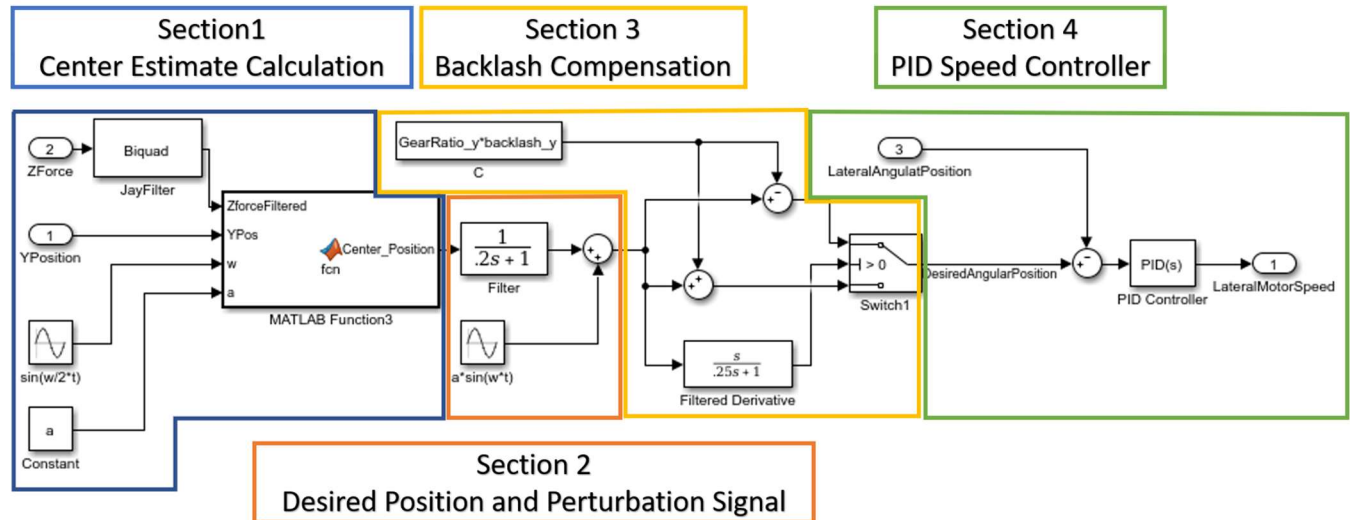 Section1
Center Estimate Calculation
Section 3
Backlash Compensation
Section 4
PID Speed Controller
2
ZForce
Biquad
JayFilter
1
YPosition
sin(w/2*t)
a
Constant
ZforceFiltered
YPos
w
a
fcn
Center_Position
MATLAB Function3
1
.2s + 1
Filter
+
+
a*sin(w*t)
GearRatio_y*backlash_y
C
+ -
+ +
s
.25s + 1
Filtered Derivative
> 0
Switch1
DesiredAngularPosition
3
LateralAngulatPosition
+ -
PID(s)
PID Controller
1
LateralMotorSpeed
Section 2
Desired Position and Perturbation Signal